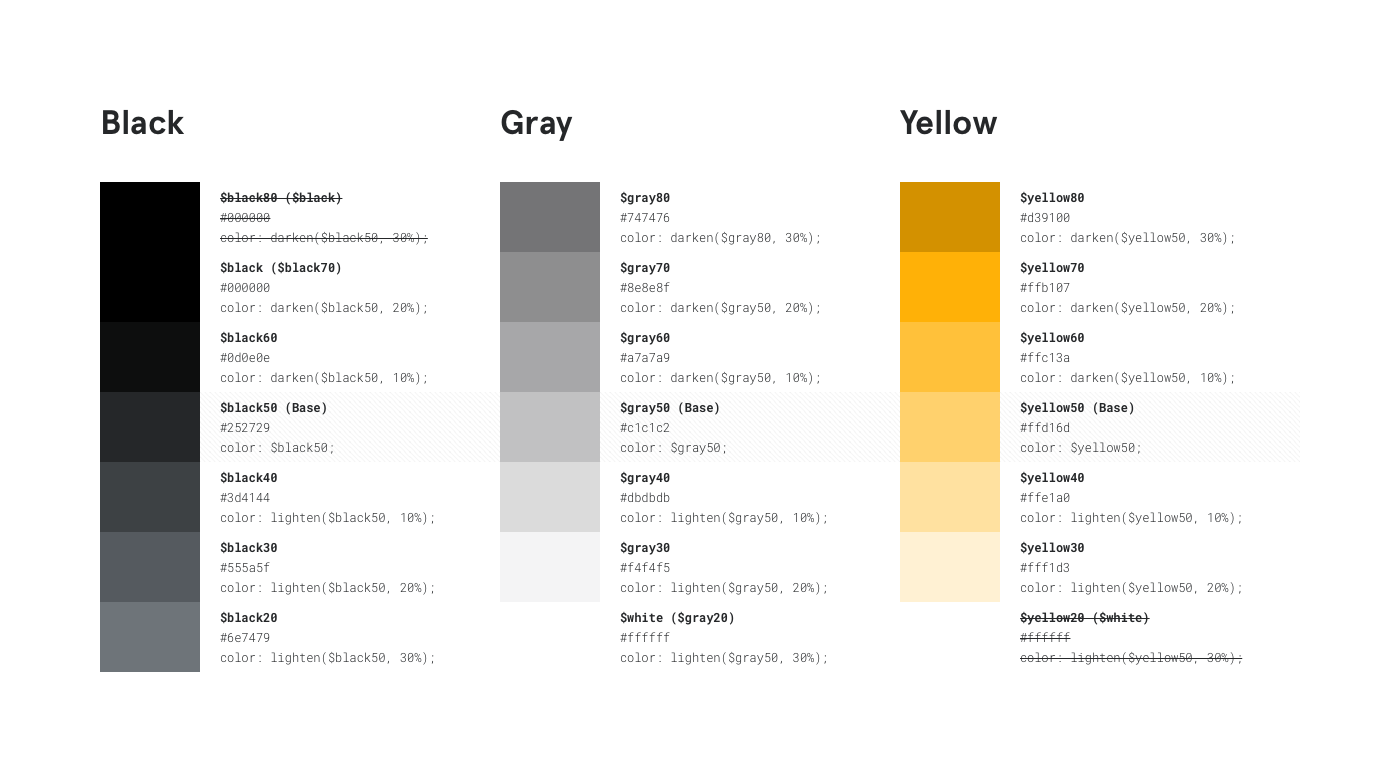 Black
$black80 ($black)
#000000
color: darken($black50, 30%);
$black ($black70)
#000000
color: darken($black50, 20%);
$black60
#0d0e0e
color: darken($black50, 10%);
$black50 (Base)
#252729
color: $black50;
$black40
#3d4144
color: lighten($black50, 10%);
$black30
#555a5f
color: lighten($black50, 20%);
$black20
#6e7479
color: lighten($black50, 30%);
Gray
$gray80
#747476
color: darken($gray80, 30%);
$gray70
#8e8e8f
color: darken($gray50, 20%);
$gray60
#a7a7a9
color: darken($gray50, 10%);
$gray50 (Base)
#c1c1c2
color: $gray50;
$gray40
#dbdbdb
color: lighten($gray50, 10%);
$gray30
#f4f4f5
color: lighten($gray50, 20%);
$white ($gray20)
#ffffff
color: lighten($gray50, 30%);
Yellow
$yellow80
#d39100
color: darken($yellow50, 30%);
$yellow70
#ffb107
color: darken($yellow50, 20%);
$yellow60
#ffc13a
color: darken($yellow50, 10%);
$yellow50 (Base)
#ffd16d
color: $yellow50;
$yellow40
#ffe1a0
color: lighten($yellow50, 10%);
$yellow30
#fff1d3
color: lighten($yellow50, 20%);
$yellow20 ($white)
#ffffff
color: lighten($yellow50, 30%);